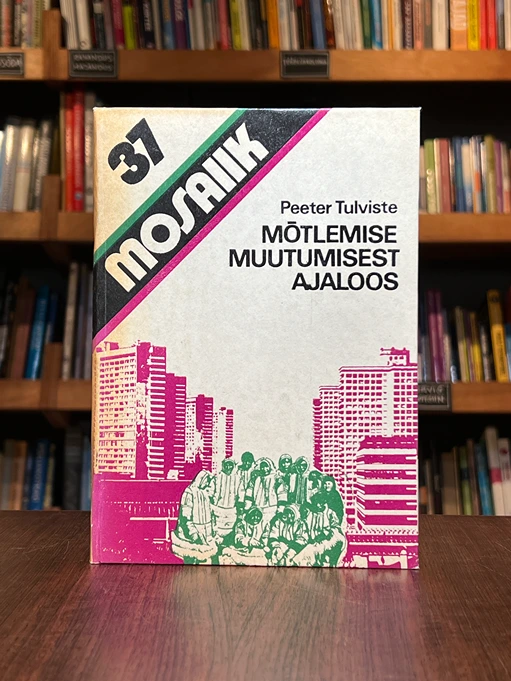 37
MOSAIIK
Peeter Tulviste
MÕTLEMISE
MUUTUMISEST
AJALOOS